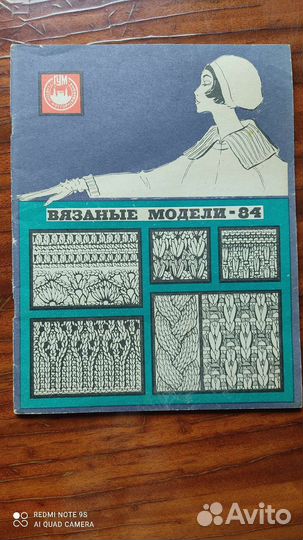 ГУМ
ВЯЗАНЫЕ МОДЕЛИ-84
REDMI NOTE 9S
AI QUAD CAMERA
Avito